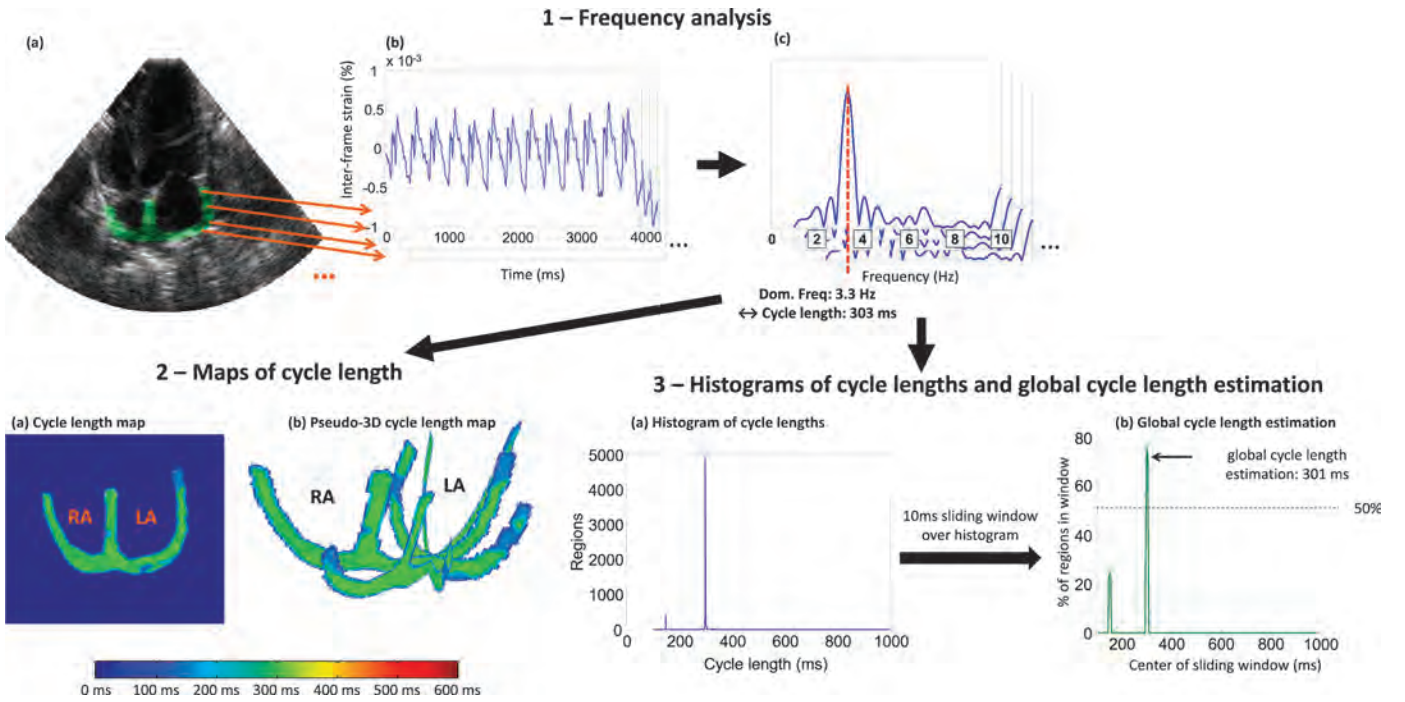 1 – Frequency analysis
(a)
(b)
x 10⁻³
1
0.5
0
-0.5
-1
Inter-frame strain (%)
0 1000 2000 3000 4000
...
Time (ms)
...
(c)
0 2 4 6 8 10
...
Frequency (Hz)
Dom. Freq: 3.3 Hz
↔ Cycle length: 303 ms
2 – Maps of cycle length
(a) Cycle length map
RA LA
(b) Pseudo-3D cycle length map
RA LA
0 ms 100 ms 200 ms 300 ms 400 ms 500 ms 600 ms
3 – Histograms of cycle lengths and global cycle length estimation
(a) Histogram of cycle lengths
5000
4000
3000
2000
1000
0
Regions
0 200 400 600 800 1000
Cycle length (ms)
10ms sliding window
over histogram
(b) Global cycle length estimation
80
60
40
20
0
% of regions in window
global cycle length
estimation: 301 ms
50%
200 400 600 800 1000
Center of sliding window (ms)